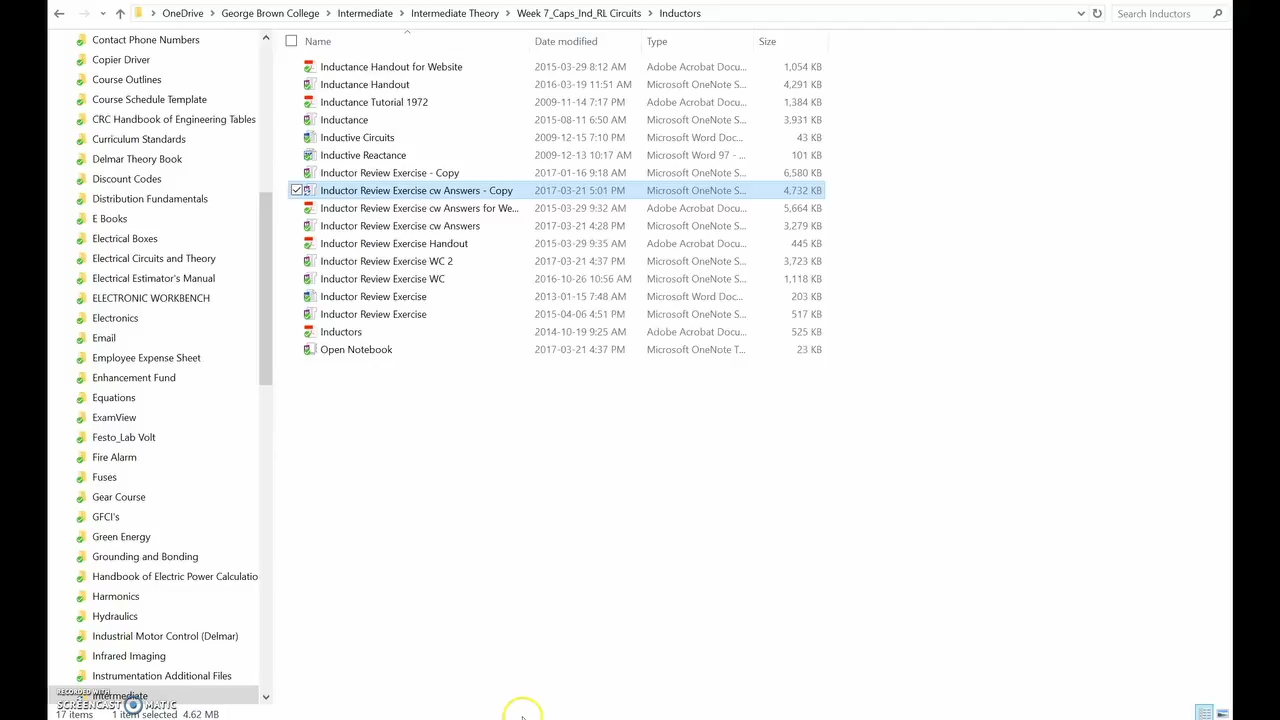 OneDrive > George Brown College > Intermediate > Intermediate Theory > Week 7_Caps_Ind_RL Circuits > Inductors Search Inductors
Contact Phone Numbers
Copier Driver
Course Outlines
Course Schedule Template
CRC Handbook of Engineering Tables
Curriculum Standards
Delmar Theory Book
Discount Codes
Distribution Fundamentals
E Books
Electrical Boxes
Electrical Circuits and Theory
Electrical Estimator's Manual
ELECTRONIC WORKBENCH
Electronics
Email
Employee Expense Sheet
Enhancement Fund
Equations
ExamView
Festo_Lab Volt
Fire Alarm
Fuses
Gear Course
GFCI's
Green Energy
Grounding and Bonding
Handbook of Electric Power Calculatio
Harmonics
Hydraulics
Industrial Motor Control (Delmar)
Infrared Imaging
Instrumentation Additional Files
Intermediate
Name Date modified Type Size
Inductance Handout for Website 2015-03-29 8:12 AM Adobe Acrobat Docu... 1,054 KB
Inductance Handout 2016-03-19 11:51 AM Microsoft OneNote S... 4,291 KB
Inductance Tutorial 1972 2009-11-14 7:17 PM Adobe Acrobat Docu... 1,384 KB
Inductance 2015-08-11 6:50 AM Microsoft OneNote S... 3,931 KB
Inductive Circuits 2009-12-15 7:10 PM Microsoft Word Doc... 43 KB
Inductive Reactance 2009-12-13 10:17 AM Microsoft Word 97 - ... 101 KB
Inductor Review Exercise - Copy 2017-01-16 9:18 AM Microsoft OneNote S... 6,580 KB
Inductor Review Exercise cw Answers - Copy 2017-03-21 5:01 PM Microsoft OneNote S... 4,732 KB
Inductor Review Exercise cw Answers for We... 2015-03-29 9:32 AM Adobe Acrobat Docu... 5,664 KB
Inductor Review Exercise cw Answers 2017-03-21 4:28 PM Microsoft OneNote S... 3,279 KB
Inductor Review Exercise Handout 2015-03-29 9:35 AM Adobe Acrobat Docu... 445 KB
Inductor Review Exercise WC 2 2017-03-21 4:37 PM Microsoft OneNote S... 3,723 KB
Inductor Review Exercise WC 2016-10-26 10:56 AM Microsoft OneNote S... 1,118 KB
Inductor Review Exercise 2013-01-15 7:48 AM Microsoft Word Doc... 203 KB
Inductor Review Exercise 2015-04-06 4:51 PM Microsoft OneNote S... 517 KB
Inductors 2014-10-19 9:25 AM Adobe Acrobat Docu... 525 KB
Open Notebook 2017-03-21 4:37 PM Microsoft OneNote T... 23 KB
RECORDED WITH
SCREENCAST MATIC
17 items 1 item selected 4.62 MB